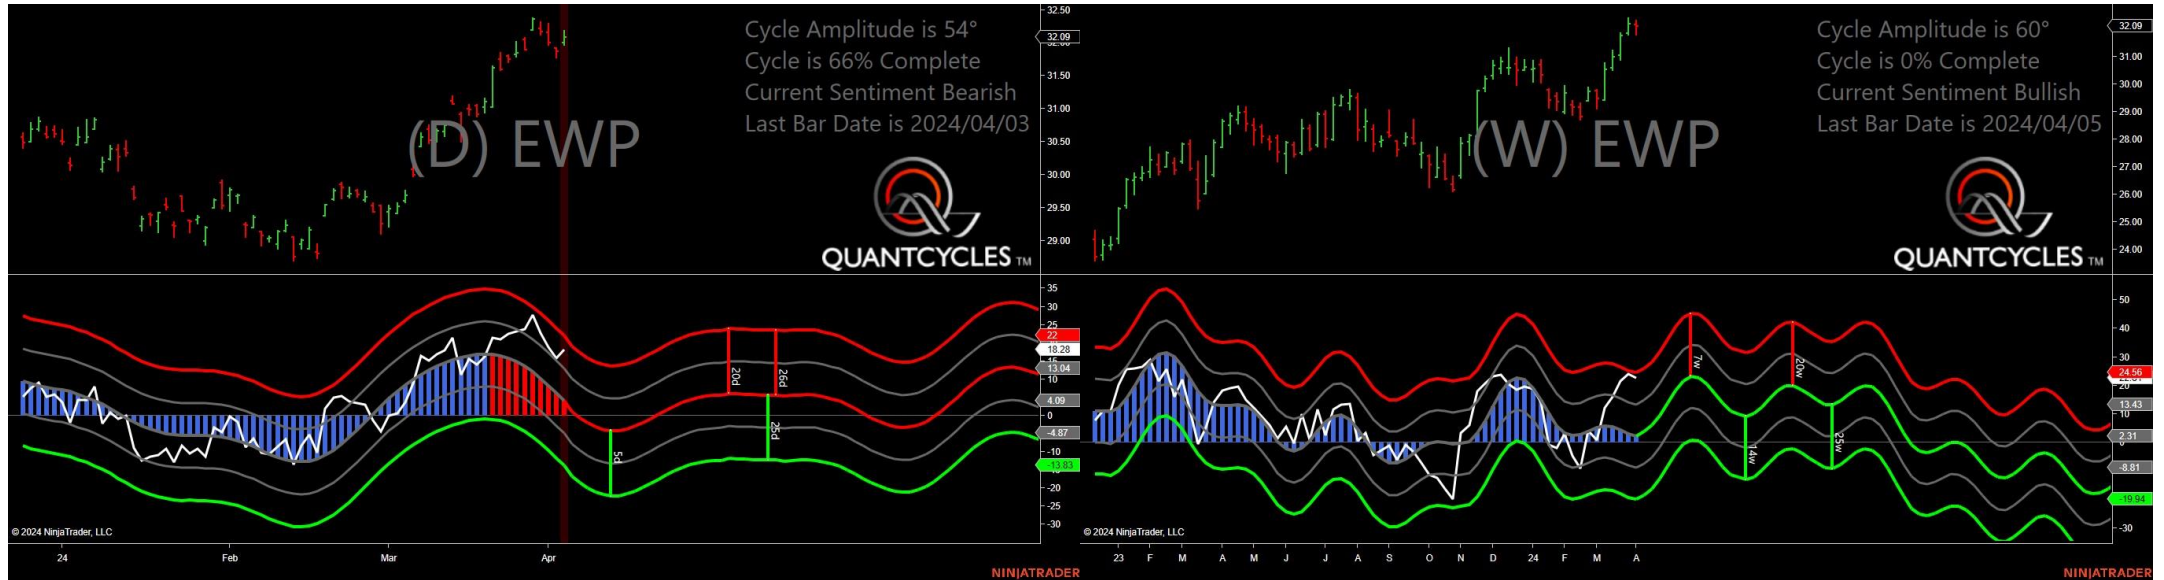 Cycle Amplitude is 54°
Cycle is 66% Complete
Current Sentiment Bearish
Last Bar Date is 2024/04/03
(D) EWP
QUANTCYCLES TM
32.50
32.09
31.50
31.00
30.50
30.00
29.50
29.00
35
30
25
22
18.28
13.04
10
4.09
0
-4.87
-10
-13.83
-20
-25
-30
5d
20d
25d
26d
© 2024 NinjaTrader, LLC
24
Feb
Mar
Apr
NINJATRADER
Cycle Amplitude is 60°
Cycle is 0% Complete
Current Sentiment Bullish
Last Bar Date is 2024/04/05
(W) EWP
QUANTCYCLES TM
32.09
31.00
30.00
29.00
28.00
27.00
26.00
25.00
24.00
50
40
30
24.56
20
13.43
10
2.31
-8.81
-19.94
-30
7w
14w
20w
25w
© 2024 NinjaTrader, LLC
23
F
M
A
M
J
J
A
S
O
N
D
24
F
M
A
NINJATRADER